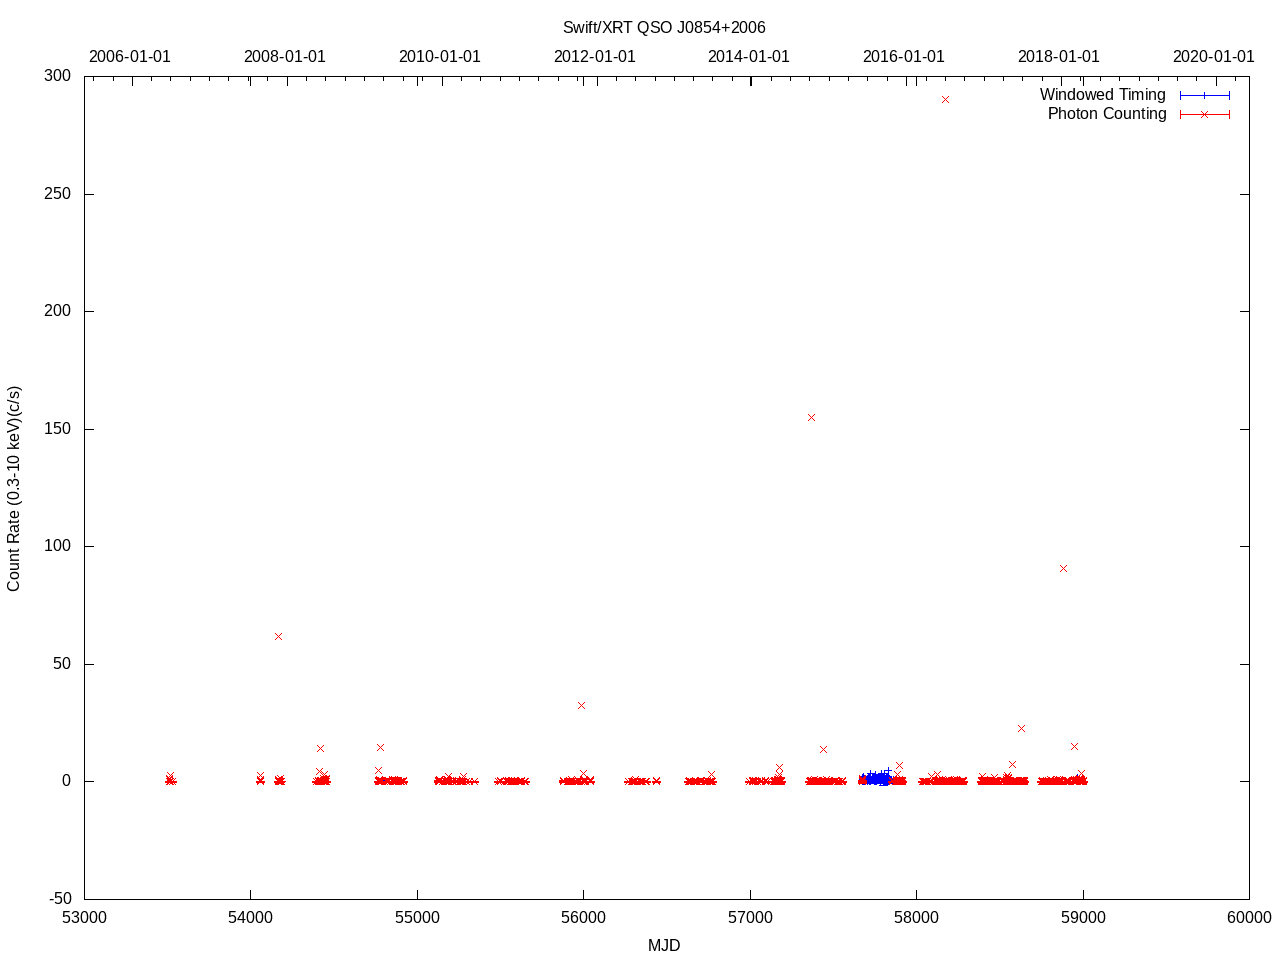 Swift/XRT QSO J0854+2006
2006-01-01 2008-01-01 2010-01-01 2012-01-01 2014-01-01 2016-01-01 2018-01-01 2020-01-01
300
Windowed Timing
Photon Counting
250
200
150
100
50
0
-50
Count Rate (0.3-10 keV)(c/s)
53000 54000 55000 56000 57000 58000 59000 60000
MJD